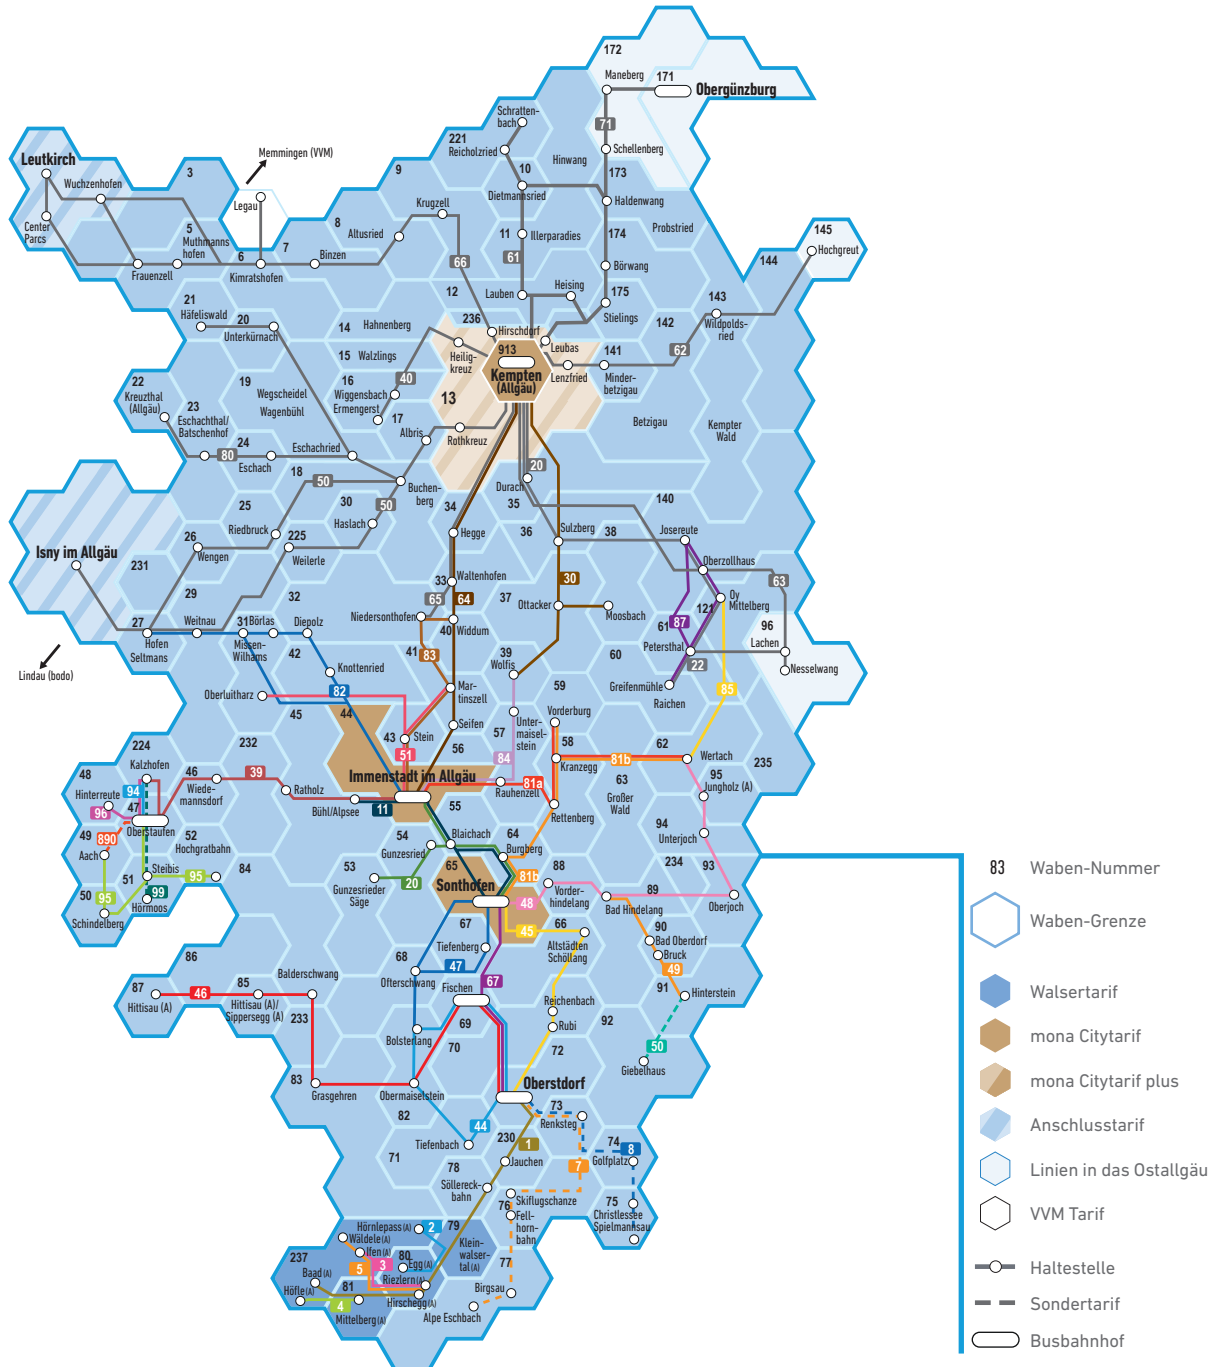 172
Maneberg
171
Obergünzburg
Schratten-
bach
71
221
Reicholzried
Hinwang
Schellenberg
Leutkirch
Memmingen (VVM)
Wuchzenhofen
3
9
10
Dietmannsried
173
Haldenwang
Legau
Krugzell
Center
Parcs
5
Muthmanns
hofen
8
Altusried
11
Illerparadies
174
Probstried
145
Hochgreut
6
7
Binzen
66
61
144
Frauenzell
Kimratshofen
Börwang
12
Lauben
Heising
175
143
21
Häfeliswald
20
Unterkürnach
14
Hahnenberg
236
Hirschdorf
Stielings
142
Wildpolds-
ried
15
Walzlings
Heilig-
kreuz
913
Kempten
(Allgäu)
Leubas
141
62
22
Kreuzthal
(Allgäu)
19
16
Wiggensbach
Ermengerst
40
Lenzfried
Minder-
betzigau
23
Eschachthal/
Batschenhof
Wegscheidel
Wagenbühl
13
17
Albris
Rothkreuz
Betzigau
Kempter
Wald
24
Eschachried
80
Eschach
18
50
20
Buchen-
berg
Durach
30
50
34
35
140
25
Riedbruck
Haslach
26
Wengen
225
Weilerle
Hegge
36
Sulzberg
38
Josereute
Isny im Allgäu
231
Oberzollhaus
29
33
Waltenhofen
30
63
32
65
64
37
Ottacker
Moosbach
121
Oy
Mittelberg
Niedersonthofen
87
27
Hofen
Seltmans
Weitnau
31
Börlas
Diepolz
Missen-
Wilhams
40
Widdum
61
96
Lachen
Petersthal
42
41
83
39
Wolfis
60
22
Nesselwang
Lindau (bodo)
Knottenried
82
Oberluitharz
Mar-
tinszell
59
Greifenmühle
Raichen
85
45
44
Vorderburg
57
Unter-
maisel-
stein
43
Stein
Seifen
58
62
Wertach
224
Kalzhofen
232
51
56
84
Kranzegg
81b
235
48
Hinterreute
94
46
Wiede-
mannsdorf
39
Immenstadt im Allgäu
81a
63
Großer
Wald
95
Jungholz (A)
Ratholz
Rauhenzell
96
47
Oberstaufen
Bühl/Alpsee
11
55
Rettenberg
94
Unterjoch
49
890
52
Hochgratbahn
54
Blaichach
64
Burgberg
Gunzesried
Aach
Steibis
84
53
65
81b
88
234
93
51
95
20
Sonthofen
Vorder-
hindelang
89
50
95
99
Gunzesrieder
Säge
48
Bad Hindelang
Oberjoch
Hörmoos
Schindelberg
67
45
66
90
Bad Oberdorf
Bruck
Tiefenberg
Altstädten
Schöllang
86
68
47
49
Balderschwang
Ofterschwang
67
87
85
Fischen
91
Hinterstein
Hittisau (A)
46
Hittisau (A)/
Sippersegg (A)
233
Reichenbach
92
69
Rubi
Bolsterlang
70
72
50
Giebelhaus
83
Grasgehren
Obermaiselstein
Oberstdorf
82
73
Renksteg
44
230
1
74
8
Tiefenbach
Golfplatz
71
Jauchen
7
78
Söllereck-
bahn
Skiflugschanze
75
Christlessee
Spielmannsau
76
Fell-
horn-
bahn
Hörnlepass (A)
2
79
Wäldele (A)
Ifen (A)
Klein-
walser-
tal (A)
237
80
Egg (A)
77
Baad (A)
5
3
Riezlern (A)
81
Höfle (A)
Hirschegg (A)
Birgsau
4
Mittelberg (A)
Alpe Eschbach
83 Waben-Nummer
Waben-Grenze
Walsertarif
mona Citytarif
mona Citytarif plus
Anschlusstarif
Linien in das Ostallgäu
VVM Tarif
Haltestelle
Sondertarif
Busbahnhof